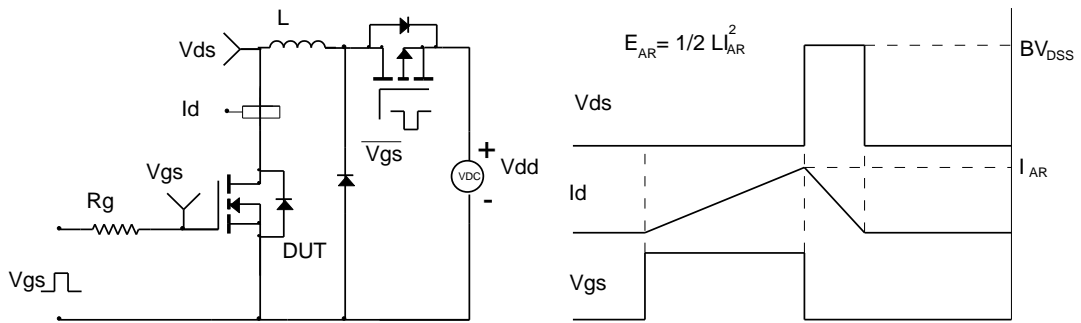 L
Vds
Id
Vgs
Rg
Vgs
DUT
Vgs
VDC
+
Vdd
-
E_AR = 1/2 LI_AR^2
Vds
BV_DSS
Id
I_AR
Vgs